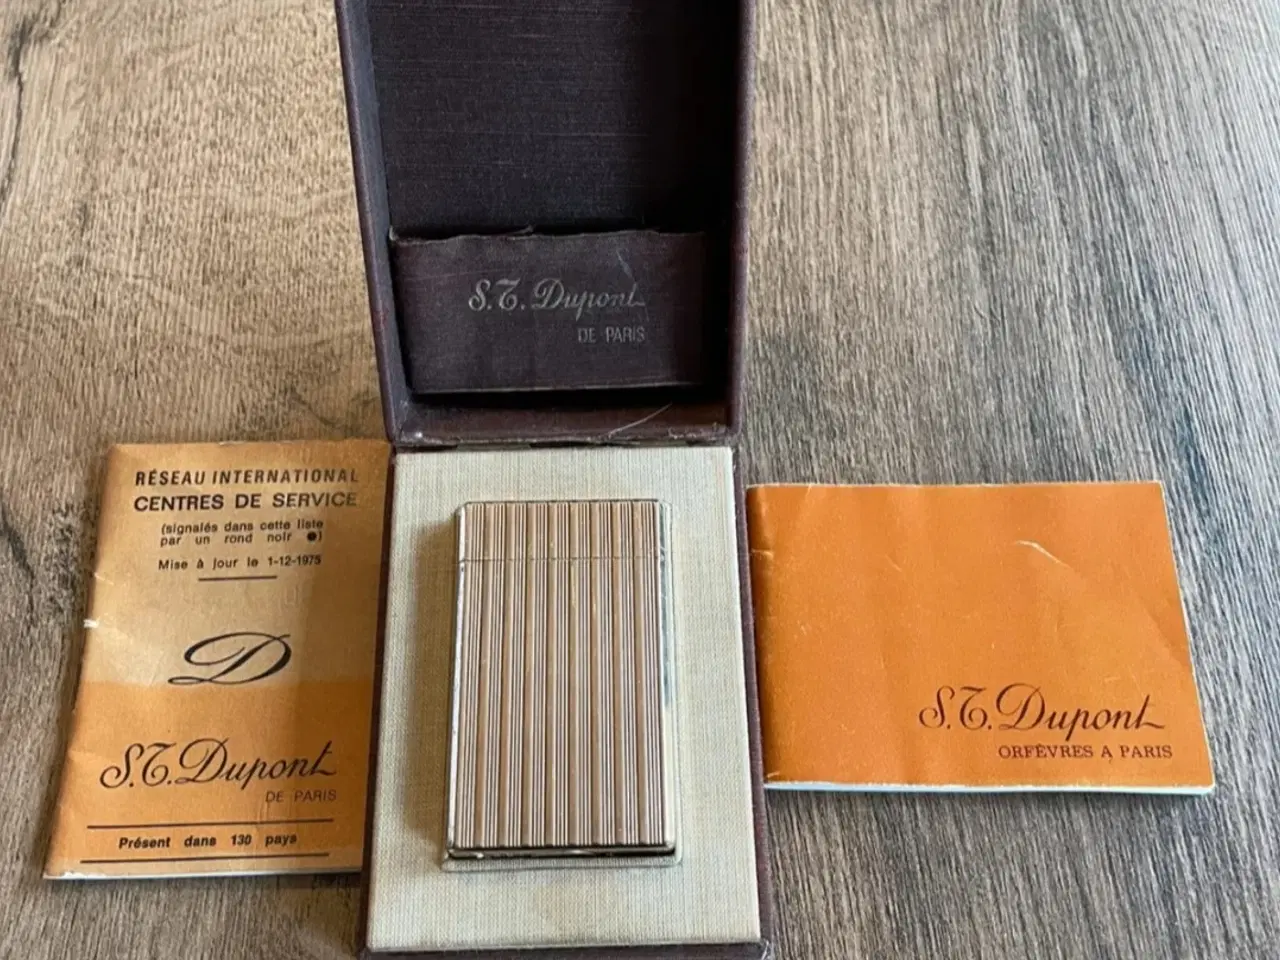 S.T. Dupont
DE PARIS
RÉSEAU INTERNATIONAL
CENTRES DE SERVICE
(signalés dans cette liste
par un rond noir ●)
Mise à jour le 1-12-1975
D
S.T. Dupont
DE PARIS
Présent dans 130 pays
S.T. Dupont
ORFÈVRES A PARIS